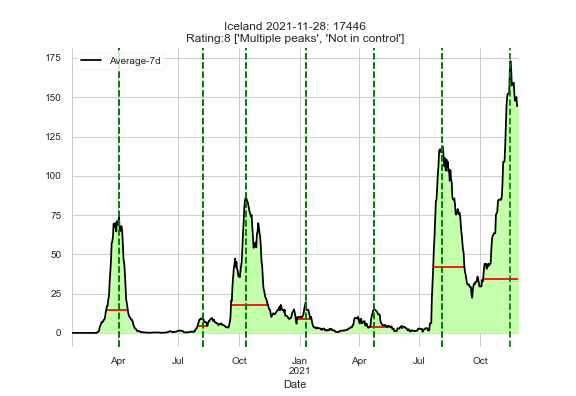 Iceland 2021-11-28: 17446
Rating:8 ['Multiple peaks', 'Not in control']
Average-7d
175
150
125
100
75
50
25
0
Apr Jul Oct Jan Apr Jul Oct
2021
Date